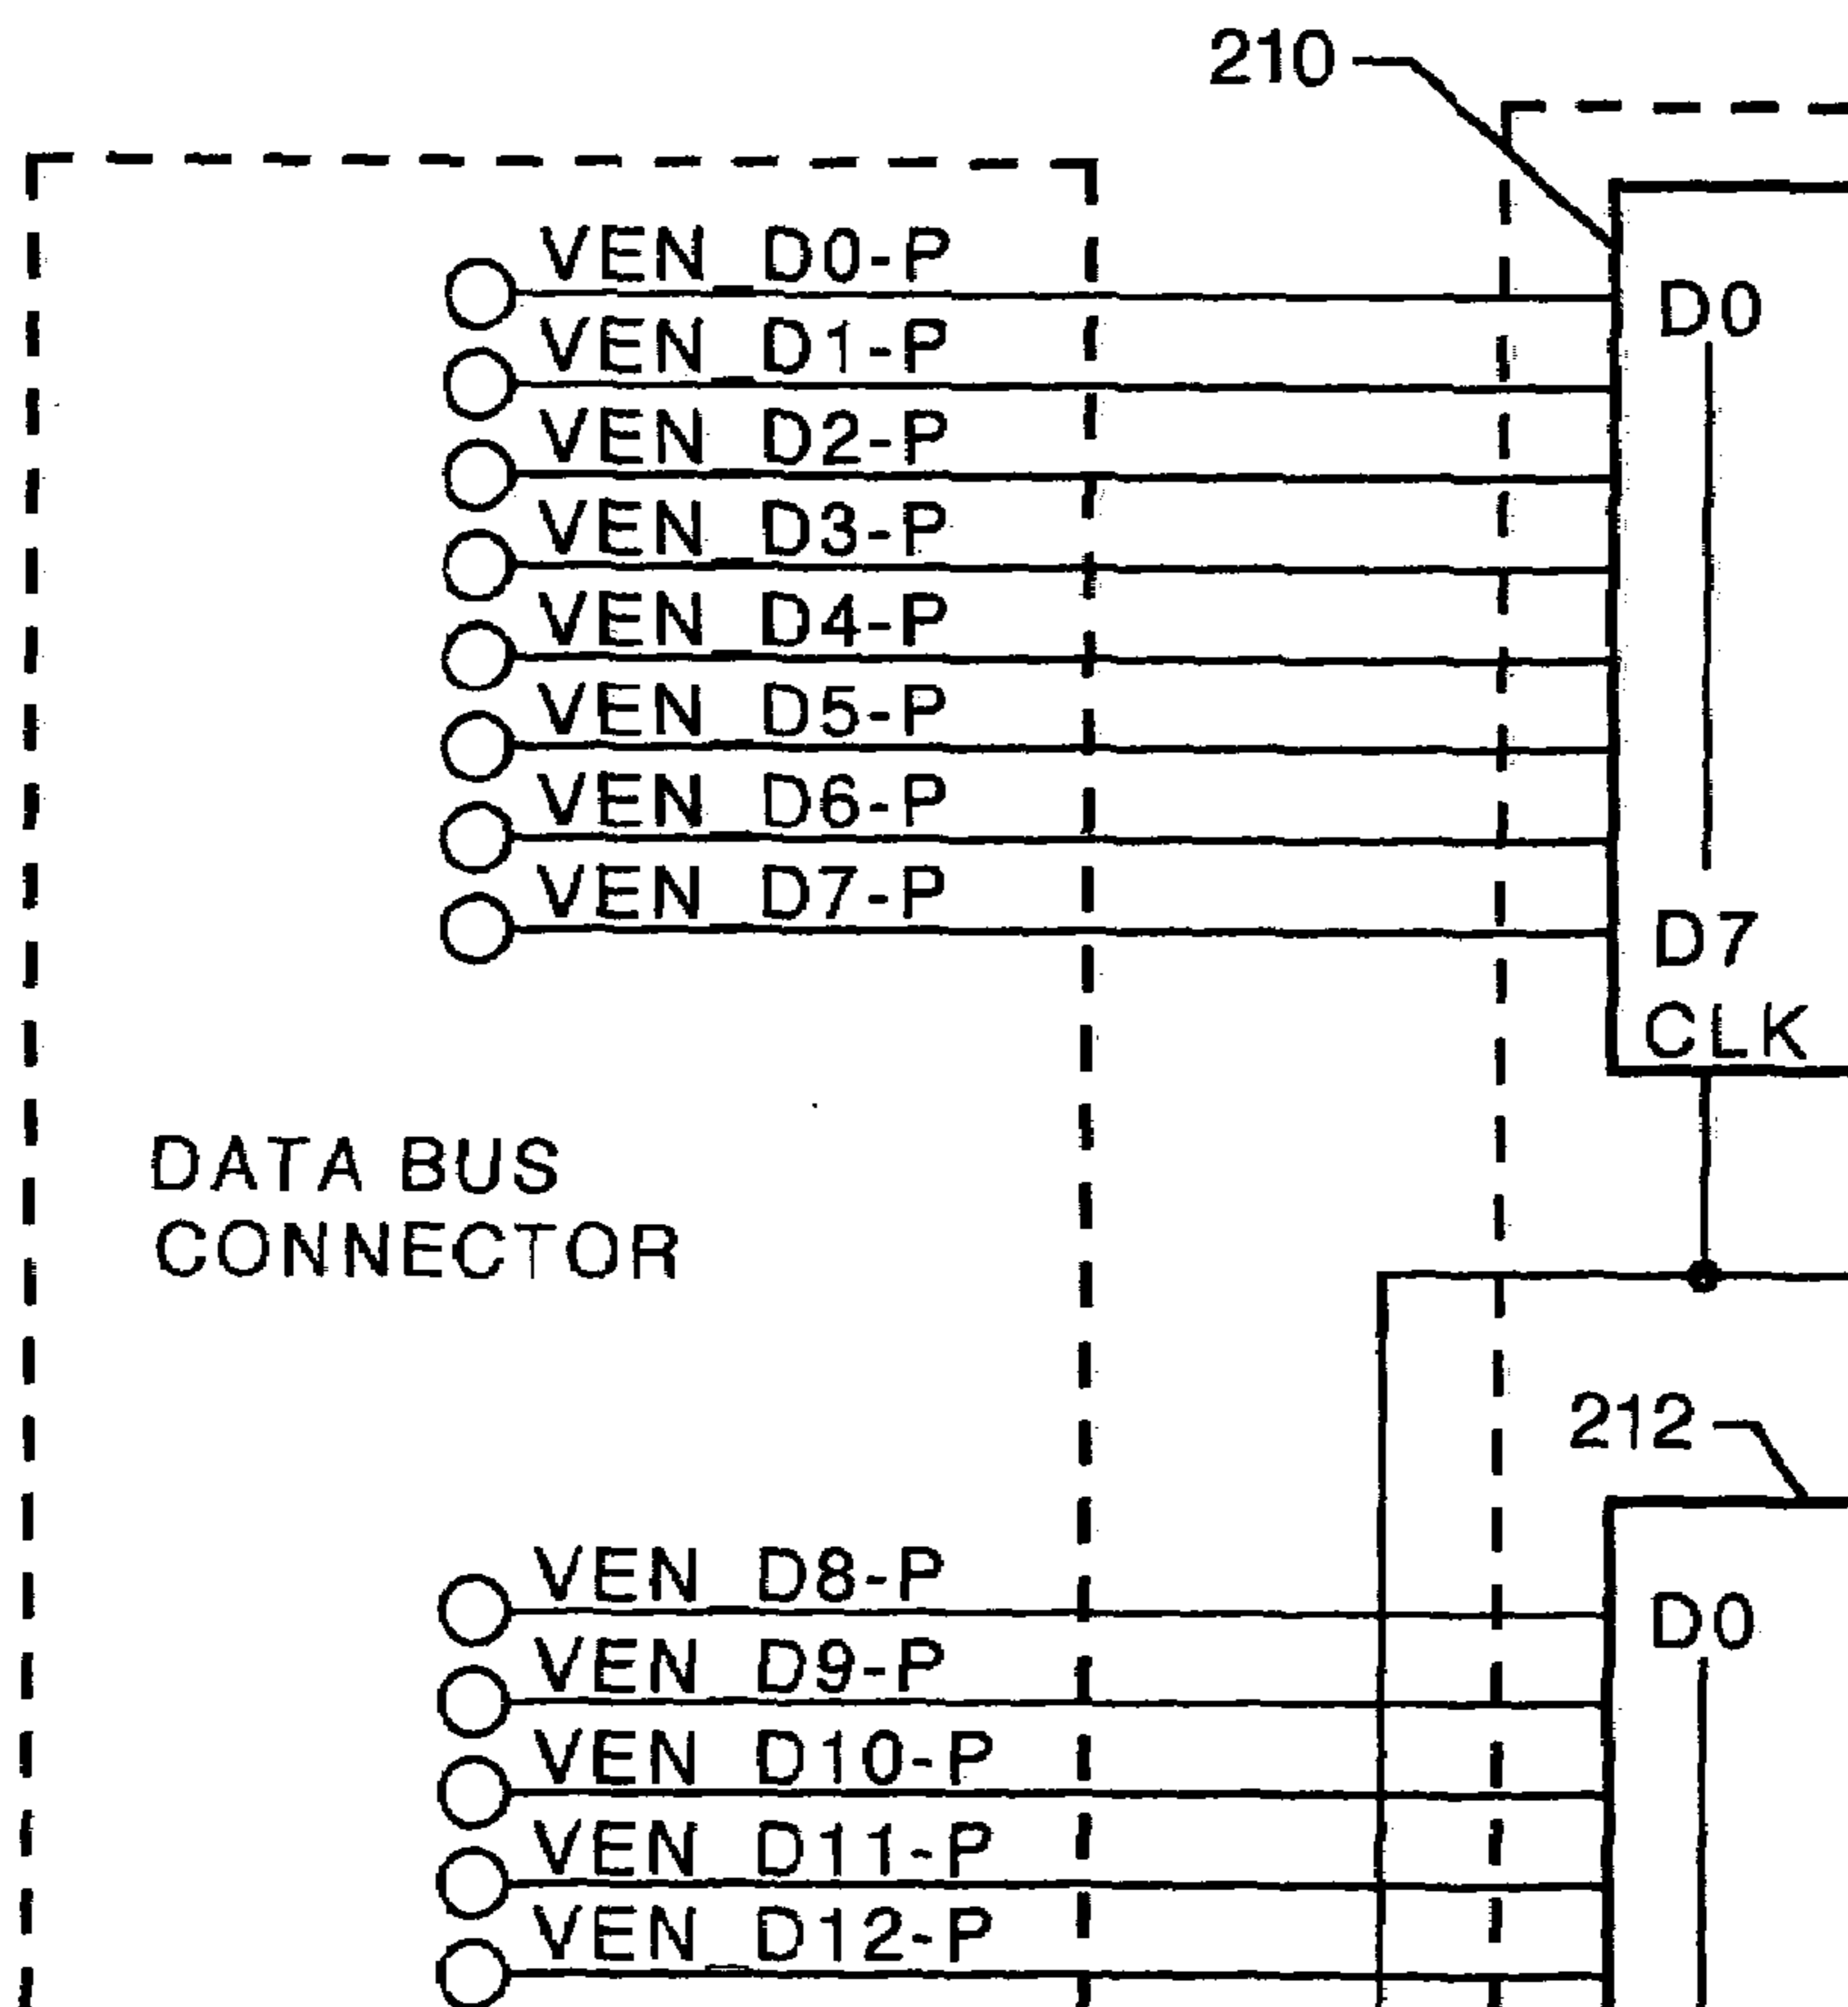 210
VEN_D0-P
D0
VEN_D1-P
VEN_D2-P
VEN_D3-P
VEN_D4-P
VEN_D5-P
VEN_D6-P
VEN_D7-P
D7
CLK
DATA BUS
CONNECTOR
212
VEN_D8-P
D0
VEN_D9-P
VEN_D10-P
VEN_D11-P
VEN_D12-P